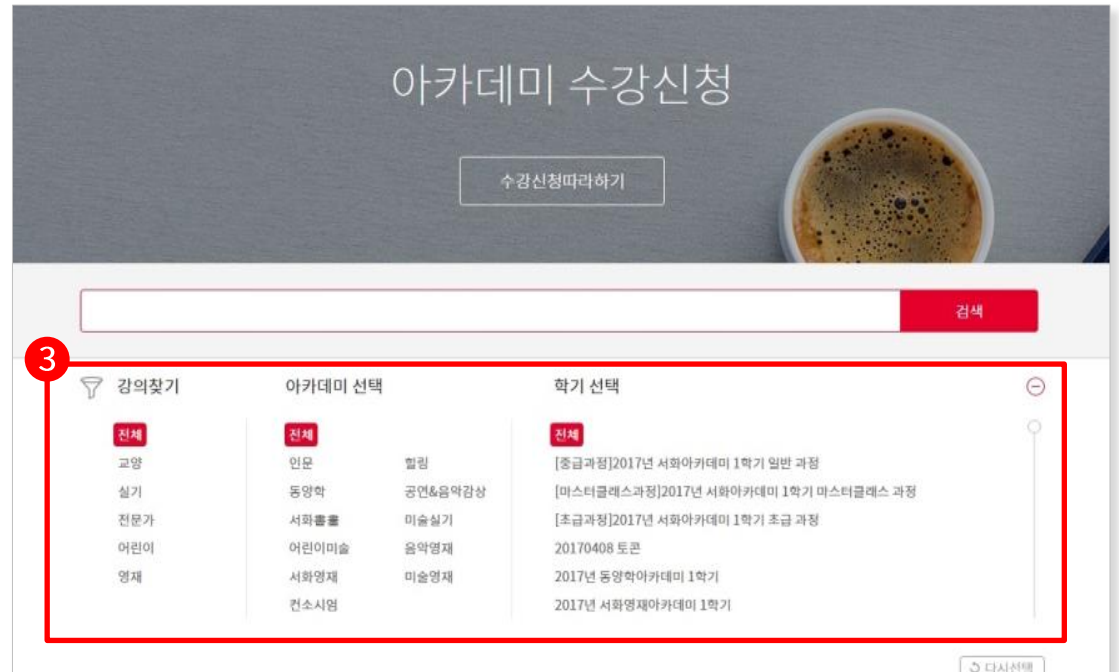 아카데미 수강신청
수강신청따라하기
검색
3
강의찾기 아카데미 선택 학기 선택
전체 전체 전체
교양 인문 힐링 [중급과정]2017년 서화아카데미 1학기 일반 과정
실기 동양학 공연&음악감상 [마스터클래스과정]2017년 서화아카데미 1학기 마스터클래스 과정
전문가 서화書畫 미술실기 [초급과정]2017년 서화아카데미 1학기 초급 과정
어린이 어린이미술 음악영재 20170408 토콘
영재 서화영재 미술영재 2017년 동양학아카데미 1학기
컨소시엄 2017년 서화영재아카데미 1학기
다시선택